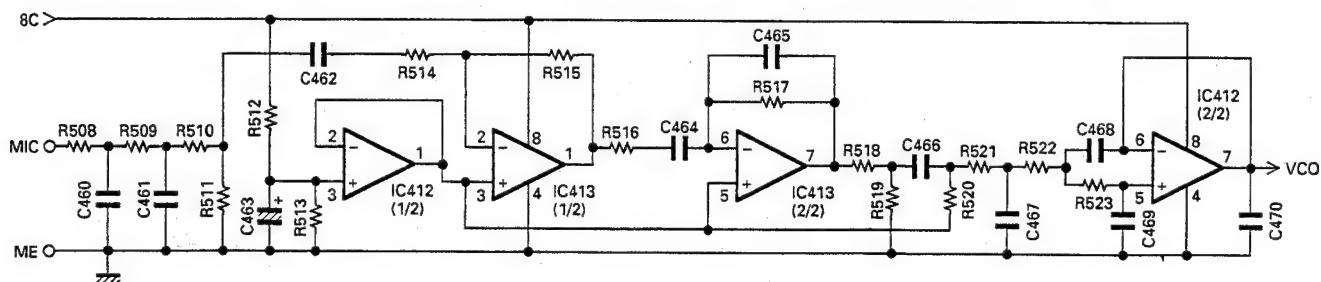 8C
C465
C462
R514
R515
R517
IC412
(2/2)
R512
R508
R509
R510
R516
C464
C468
MIC
2
1
2
8
1
6
7
R518
C466
R521
R522
6
8
7
VCO
3
IC412
(1/2)
3
4
IC413
(1/2)
5
IC413
(2/2)
R523
5
4
C460
C461
R511
C463
+
R513
R519
R520
C467
C469
C470
ME